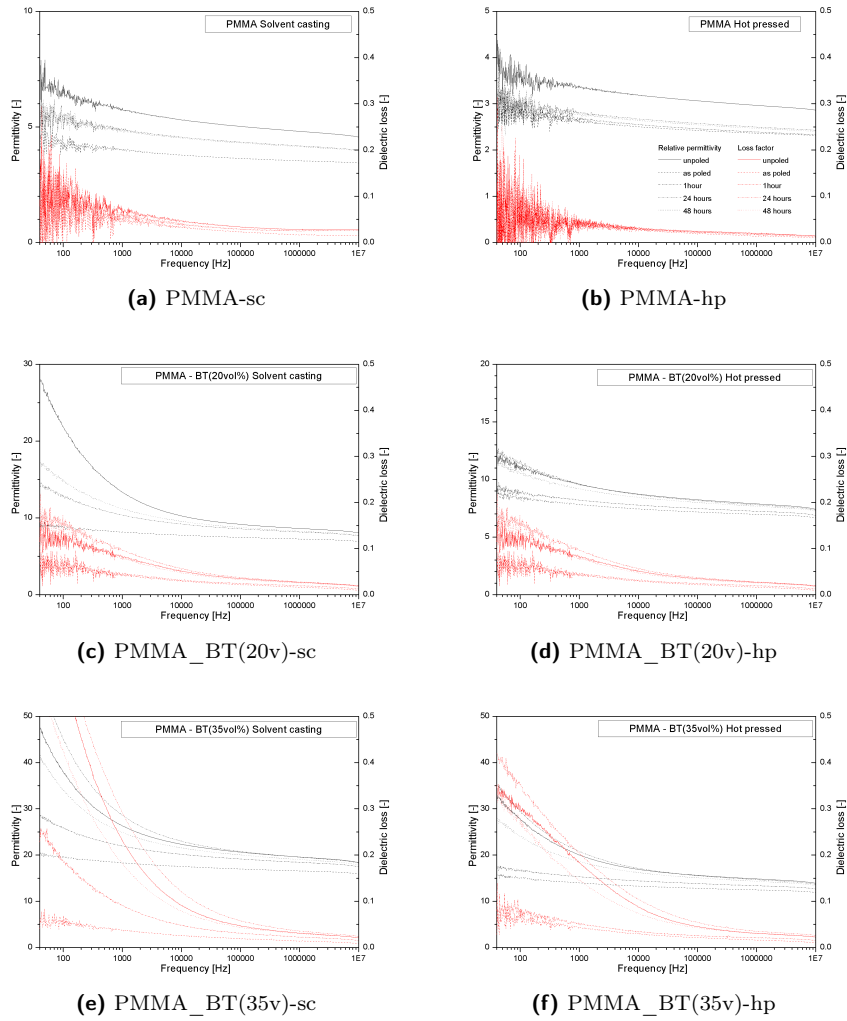 PMMA Solvent casting
Permittivity [-]
10
5
0
0.5
0.4
0.3
0.2
0.1
0.0
Dielectric loss [-]
100 1000 10000 100000 1000000 1E7
Frequency [Hz]
(a) PMMA-sc
PMMA Hot pressed
Permittivity [-]
5
4
3
2
1
0
0.5
0.4
0.3
0.2
0.1
0.0
Dielectric loss [-]
Relative permittivity Loss factor
unpoled unpoled
as poled as poled
1hour 1hour
24 hours 24 hours
48 hours 48 hours
100 1000 10000 100000 1000000 1E7
Frequency [Hz]
(b) PMMA-hp
PMMA - BT(20vol%) Solvent casting
Permittivity [-]
30
20
10
0
0.5
0.4
0.3
0.2
0.1
0.0
Dielectric loss [-]
100 1000 10000 100000 1000000 1E7
Frequency [Hz]
(c) PMMA_BT(20v)-sc
PMMA - BT(20vol%) Hot pressed
Permittivity [-]
20
15
10
5
0
0.5
0.4
0.3
0.2
0.1
0.0
Dielectric loss [-]
100 1000 10000 100000 1000000 1E7
Frequency [Hz]
(d) PMMA_BT(20v)-hp
PMMA - BT(35vol%) Solvent casting
Permittivity [-]
50
40
30
20
10
0
0.5
0.4
0.3
0.2
0.1
0.0
Dielectric loss [-]
100 1000 10000 100000 1000000 1E7
Frequency [Hz]
(e) PMMA_BT(35v)-sc
PMMA - BT(35vol%) Hot pressed
Permittivity [-]
50
40
30
20
10
0
0.5
0.4
0.3
0.2
0.1
0.0
Dielectric loss [-]
100 1000 10000 100000 1000000 1E7
Frequency [Hz]
(f) PMMA_BT(35v)-hp